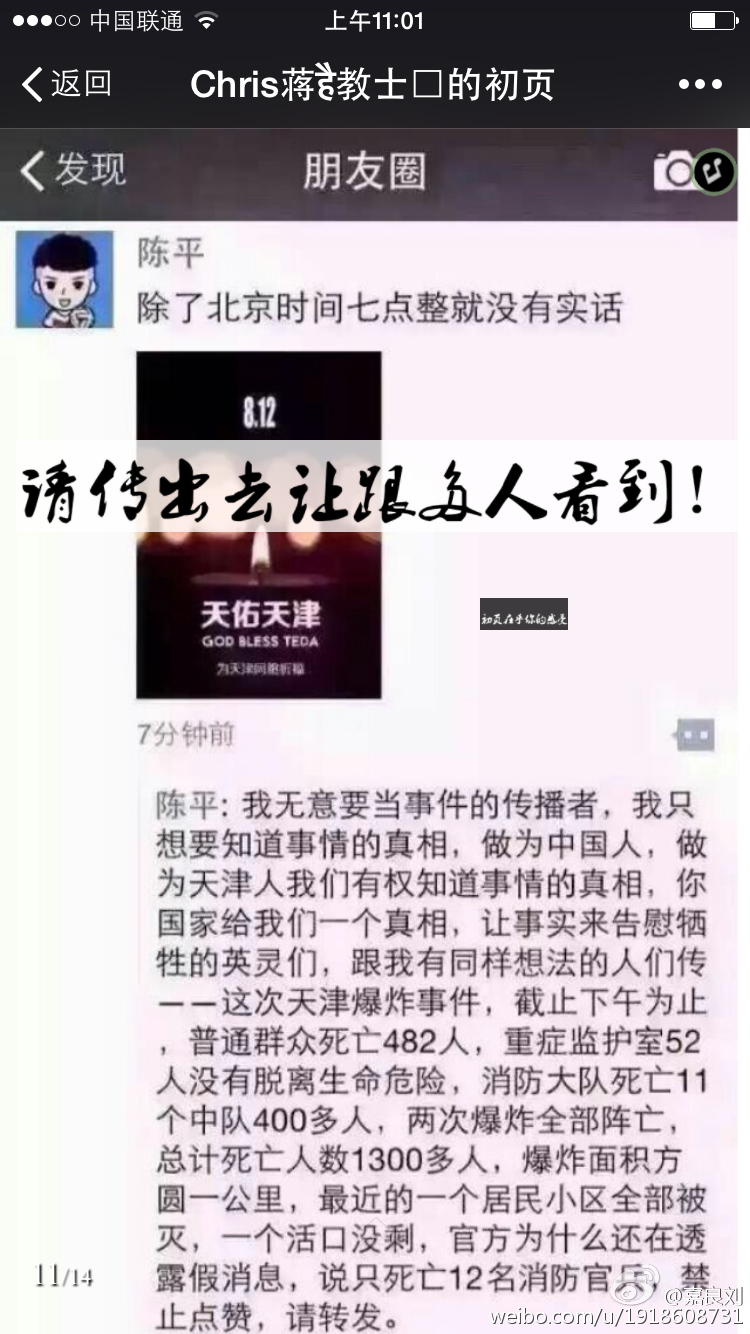 中国联通
上午11:01
返回
Chris蒋 教士□的初页
发现
朋友圈
陈平
除了北京时间七点整就没有实话
8.12
请传出去让跟多人看到!
天佑天津
GOD BLESS TEDA
为天津同胞祈福
初页在乎你的感受
7分钟前
陈平: 我无意要当事件的传播者，我只
想要知道事情的真相，做为中国人，做
为天津人我们有权知道事情的真相，你
国家给我们一个真相，让事实来告慰牺
牲的英灵们，跟我有同样想法的人们传
——这次天津爆炸事件，截止下午为止
，普通群众死亡482人，重症监护室52
人没有脱离生命危险，消防大队死亡11
个中队400多人，两次爆炸全部阵亡，
总计死亡人数1300多人，爆炸面积方
圆一公里，最近的一个居民小区全部被
灭，一个活口没剩，官方为什么还在透
露假消息，说只死亡12名消防官兵，禁
止点赞，请转发。
11/14
@嘉良刘
weibo.com/u/1918608731